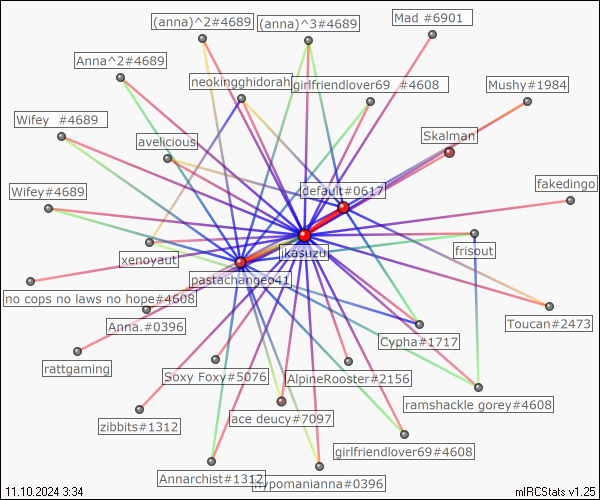 (anna)^2#4689
(anna)^3#4689
Mad #6901
Anna^2#4689
neokingghidorah
girlfriendlover69 #4608
Mushy#1984
Wifey #4689
avelicious
Skalman
Wifey#4689
default#0617
fakedingo
xenoyaut
jkasuzu
frisout
pastachangeo41
no cops no laws no hope#4608
Anna.#0396
Toucan#2473
Cypha#1717
rattgaming
Soxy Foxy#5076
AlpineRooster#2156
ramshackle gorey#4608
zibbits#1312
ace deucy#7097
girlfriendlover69#4608
Annarchist#1312
hypomanianna#0396
11.10.2024 3:34
mIRCStats v1.25